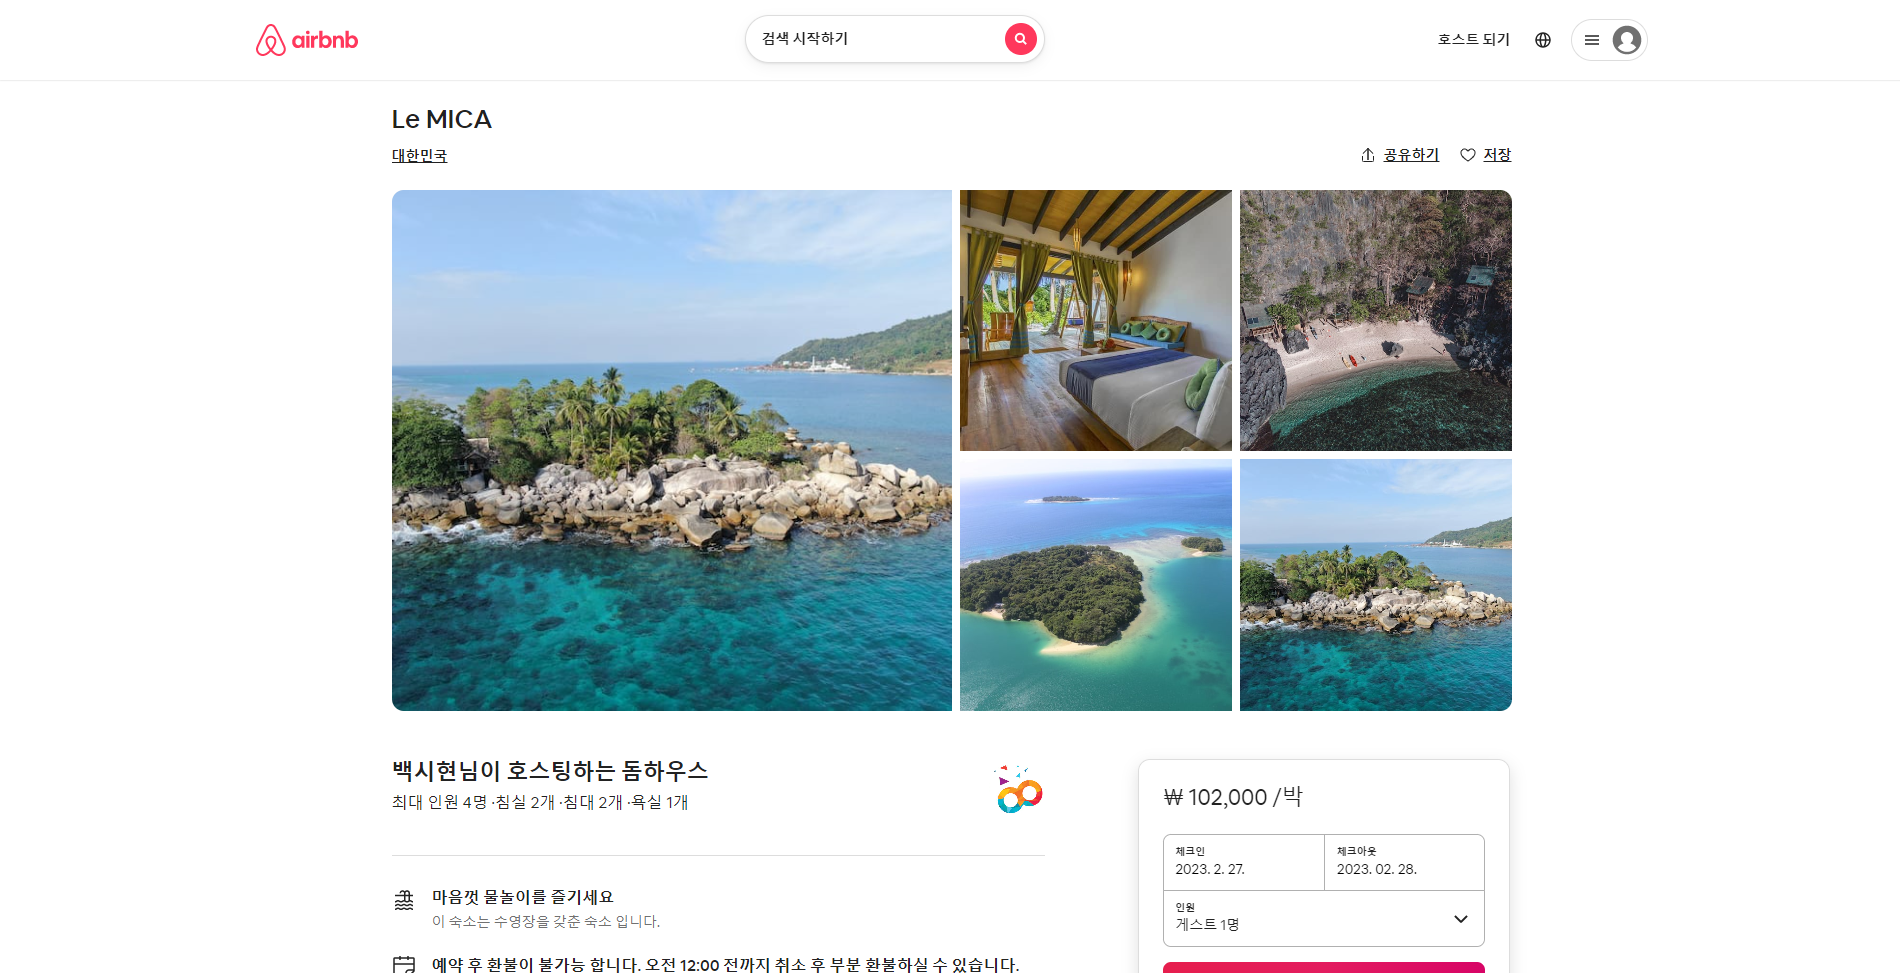 airbnb
검색 시작하기
호스트 되기
Le MICA
대한민국
공유하기
저장
백시현님이 호스팅하는 돔하우스
최대 인원 4명 ·침실 2개 ·침대 2개 ·욕실 1개
₩ 102,000 /박
체크인
2023. 2. 27.
체크아웃
2023. 02. 28.
인원
게스트 1명
마음껏 물놀이를 즐기세요
이 숙소는 수영장을 갖춘 숙소 입니다.
예약 후 환불이 불가능 합니다. 오전 12:00 전까지 취소 후 부분 환불하실 수 있습니다.